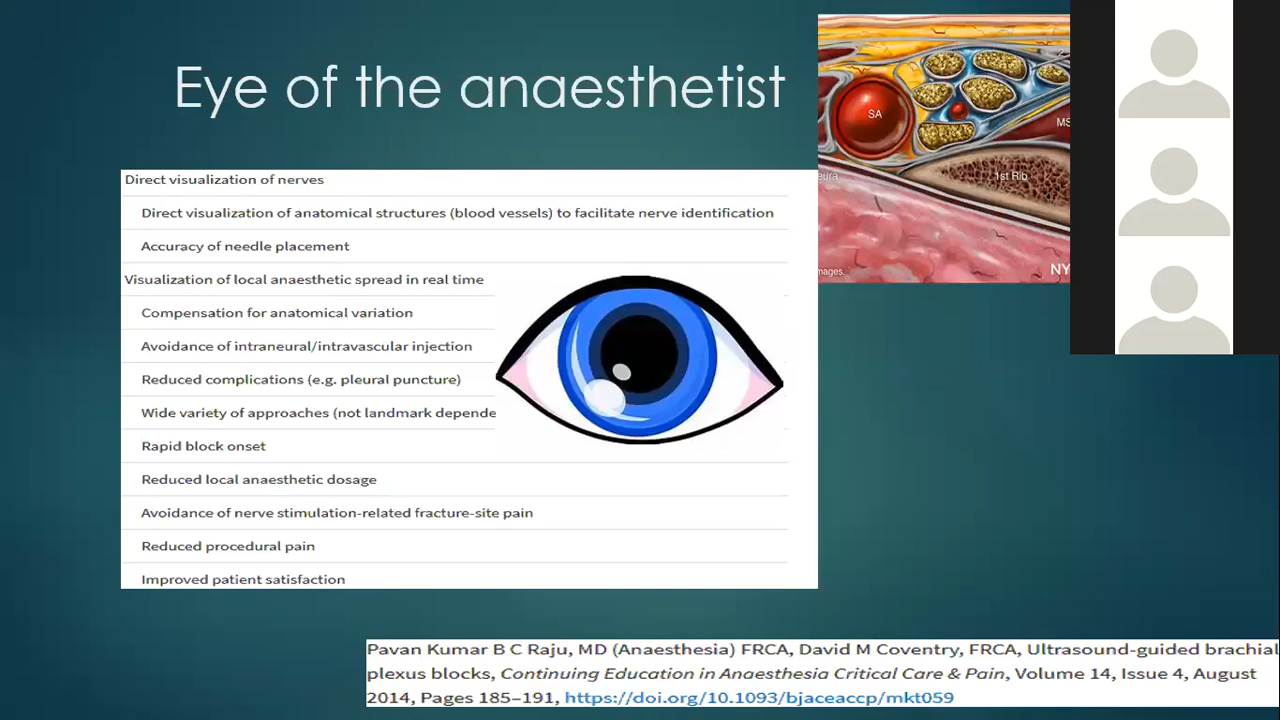 Eye of the anaesthetist
SA
MS
1st Rib
eura
mages.
NY
Direct visualization of nerves
Direct visualization of anatomical structures (blood vessels) to facilitate nerve identification
Accuracy of needle placement
Visualization of local anaesthetic spread in real time
Compensation for anatomical variation
Avoidance of intraneural/intravascular injection
Reduced complications (e.g. pleural puncture)
Wide variety of approaches (not landmark depende
Rapid block onset
Reduced local anaesthetic dosage
Avoidance of nerve stimulation-related fracture-site pain
Reduced procedural pain
Improved patient satisfaction
Pavan Kumar B C Raju, MD (Anaesthesia) FRCA, David M Coventry, FRCA, Ultrasound-guided brachial
plexus blocks, Continuing Education in Anaesthesia Critical Care & Pain, Volume 14, Issue 4, August
2014, Pages 185–191, https://doi.org/10.1093/bjaceaccp/mkt059